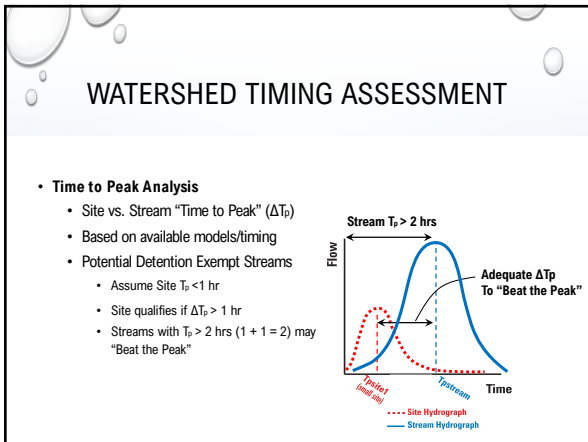 WATERSHED TIMING ASSESSMENT
• Time to Peak Analysis
• Site vs. Stream “Time to Peak” (ΔTₚ)
• Based on available models/timing
• Potential Detention Exempt Streams
• Assume Site Tₚ <1 hr
• Site qualifies if ΔTₚ > 1 hr
• Streams with Tₚ > 2 hrs (1 + 1 = 2) may
“Beat the Peak”
Stream Tₚ > 2 hrs
Flow
Adequate ΔTp
To “Beat the Peak”
Tpsite1
(small site)
Tpstream
Time
Site Hydrograph
Stream Hydrograph